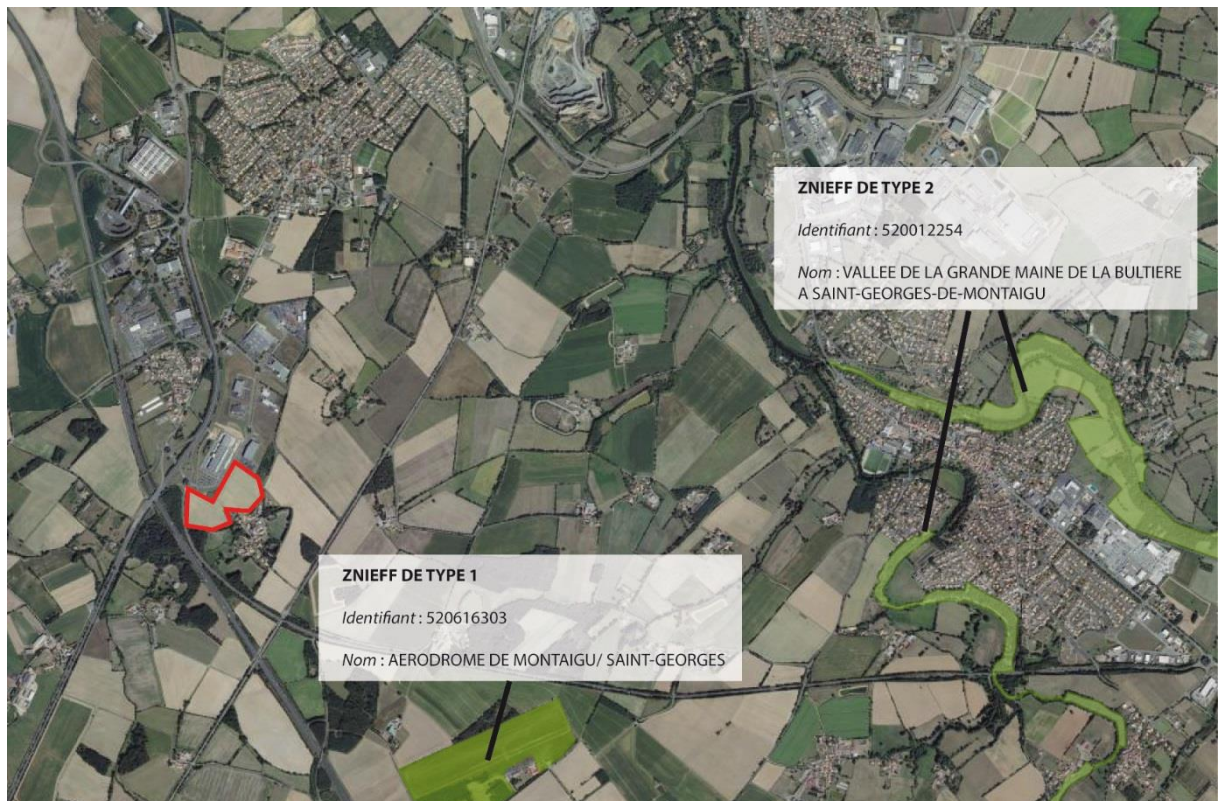 ZNIEFF DE TYPE 2
Identifiant : 520012254
Nom : VALLEE DE LA GRANDE MAINE DE LA BULTIERE
A SAINT-GEORGES-DE-MONTAIGU
ZNIEFF DE TYPE 1
Identifiant : 520616303
Nom : AERODROME DE MONTAIGU/ SAINT-GEORGES